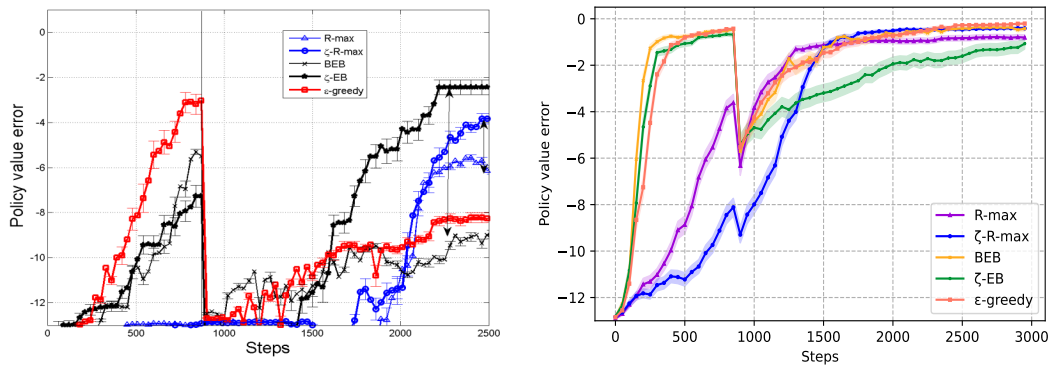 0
-2
-4
-6
-8
-10
-12
0
500
1000
1500
2000
2500
Policy value error
Steps
R-max
ζ-R-max
BEB
ζ-EB
ε-greedy
0
−2
−4
−6
−8
−10
−12
0
500
1000
1500
2000
2500
3000
Policy value error
Steps
R-max
ζ-R-max
BEB
ζ-EB
ε-greedy